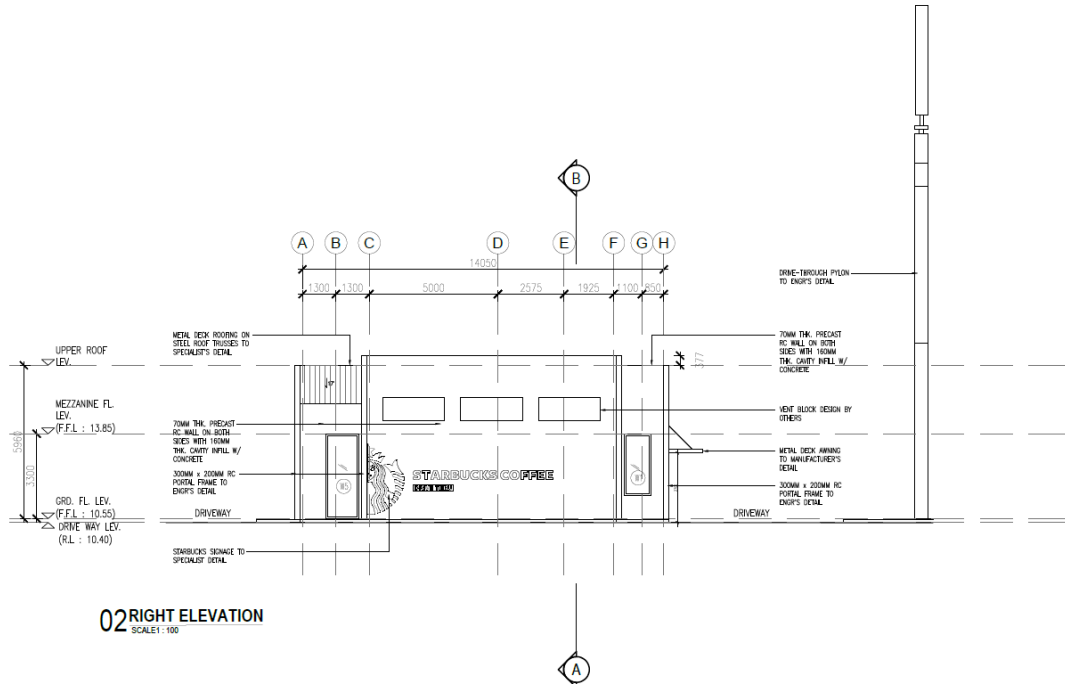 B
A B C D E F G H
14050
1300 1300 5000 2575 1925 1100 850
DRIVE-THROUGH PYLON
TO ENGR'S DETAIL
METAL DECK ROOFING ON
STEEL ROOF TRUSSES TO
SPECIALIST'S DETAIL
70MM THK. PRECAST
RC WALL ON BOTH
SIDES WITH 160MM
THK. CAVITY INFILL W/
CONCRETE
377
UPPER ROOF
LEV.
5960
MEZZANINE FL.
LEV.
(F.F.L : 13.85)
3300
70MM THK. PRECAST
RC WALL ON BOTH
SIDES WITH 160MM
THK. CAVITY INFILL W/
CONCRETE
VENT BLOCK DESIGN BY
OTHERS
METAL DECK AWNING
TO MANUFACTURER'S
DETAIL
300MM x 200MM RC
PORTAL FRAME TO
ENGR'S DETAIL
300MM x 200MM RC
PORTAL FRAME TO
ENGR'S DETAIL
W5
STARBUCKS COFFEE
GRD. FL. LEV.
(F.F.L : 10.55)
DRIVE WAY LEV.
(R.L : 10.40)
DRIVEWAY
DRIVEWAY
STARBUCKS SIGNAGE TO
SPECIALIST DETAIL
02 RIGHT ELEVATION
SCALE1 : 100
A